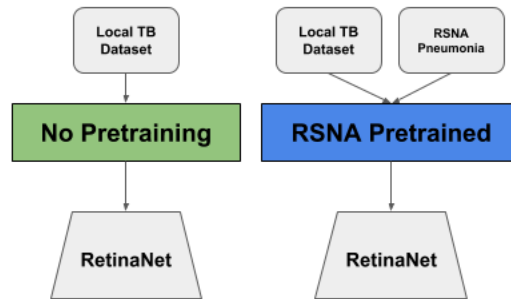 Local TB
Dataset
Local TB
Dataset
RSNA
Pneumonia
No Pretraining
RSNA Pretrained
RetinaNet
RetinaNet